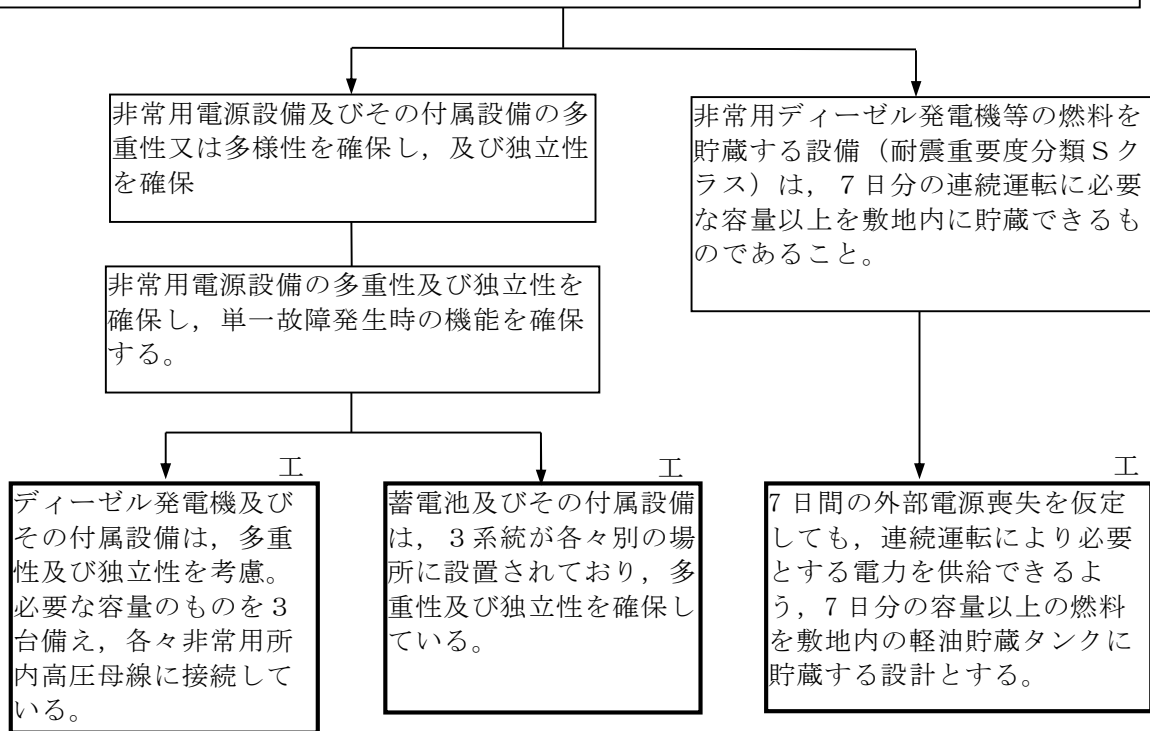 非常用電源設備及びその付属設備の多
重性又は多様性を確保し，及び独立性
を確保
非常用ディーゼル発電機等の燃料を
貯蔵する設備（耐震重要度分類Ｓク
ラス）は，７日分の連続運転に必要
な容量以上を敷地内に貯蔵できるも
のであること。
非常用電源設備の多重性及び独立性を
確保し，単一故障発生時の機能を確保
する。
工
ディーゼル発電機及び
その付属設備は，多重
性及び独立性を考慮。
必要な容量のものを３
台備え，各々非常用所
内高圧母線に接続して
いる。
工
蓄電池及びその付属設備
は，３系統が各々別の場
所に設置されており，多
重性及び独立性を確保し
ている。
工
7 日間の外部電源喪失を仮定
しても，連続運転により必要
とする電力を供給できるよ
う，7 日分の容量以上の燃料
を敷地内の軽油貯蔵タンクに
貯蔵する設計とする。